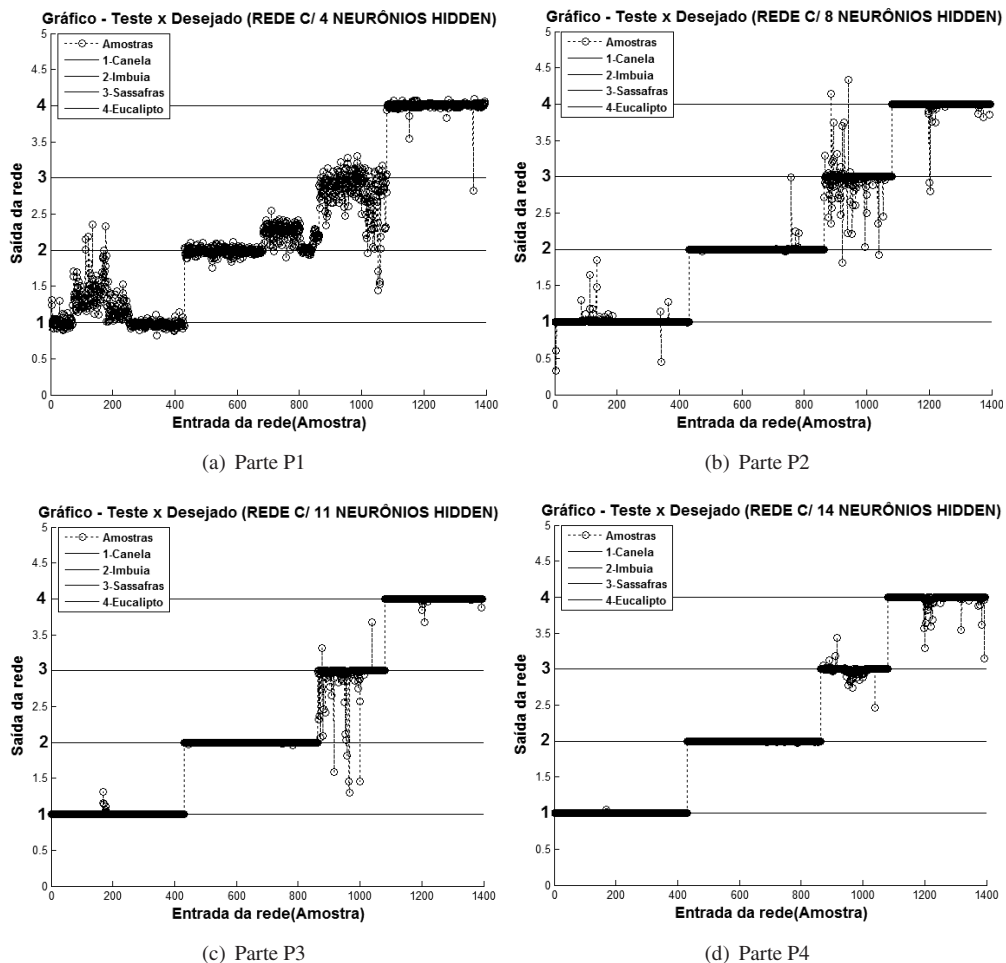 Gráfico - Teste x Desejado (REDE C/ 4 NEURÔNIOS HIDDEN)
5
4.5
4
3.5
3
2.5
2
1.5
1
0.5
0
Amostras
1-Canela
2-Imbuia
3-Sassafras
4-Eucalipto
Saída da rede
0 200 400 600 800 1000 1200 1400
Entrada da rede(Amostra)
(a) Parte P1
Gráfico - Teste x Desejado (REDE C/ 8 NEURÔNIOS HIDDEN)
5
4.5
4
3.5
3
2.5
2
1.5
1
0.5
0
Amostras
1-Canela
2-Imbuia
3-Sassafras
4-Eucalipto
Saída da rede
0 200 400 600 800 1000 1200 1400
Entrada da rede(Amostra)
(b) Parte P2
Gráfico - Teste x Desejado (REDE C/ 11 NEURÔNIOS HIDDEN)
5
4.5
4
3.5
3
2.5
2
1.5
1
0.5
0
Amostras
1-Canela
2-Imbuia
3-Sassafras
4-Eucalipto
Saída da rede
0 200 400 600 800 1000 1200 1400
Entrada da rede(Amostra)
(c) Parte P3
Gráfico - Teste x Desejado (REDE C/ 14 NEURÔNIOS HIDDEN)
5
4.5
4
3.5
3
2.5
2
1.5
1
0.5
0
Amostras
1-Canela
2-Imbuia
3-Sassafras
4-Eucalipto
Saída da rede
0 200 400 600 800 1000 1200 1400
Entrada da rede(Amostra)
(d) Parte P4